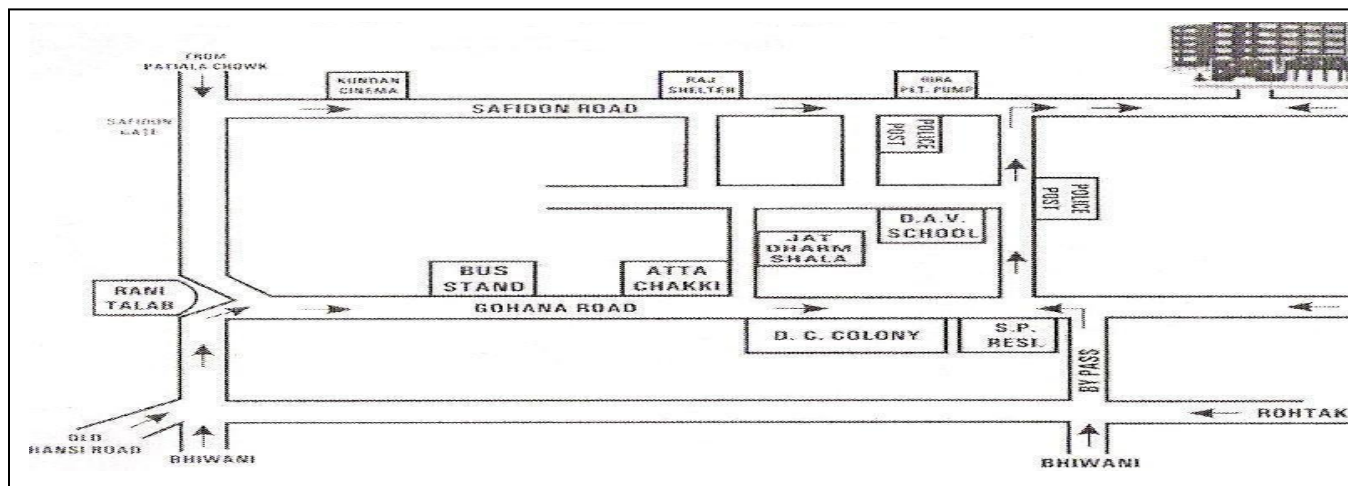 FROM
PATIALA CHOWK
KUNDAN
CINEMA
RAJ
SHELTER
PET. PUMP
SAFIDON ROAD
SAFIDON
GATE
POLICE
POST
POLICE
POST
D.A.V.
SCHOOL
JAT
DHARM
SHALA
BUS
STAND
ATTA
CHAKKI
RANI
TALAB
GOHANA ROAD
D. C. COLONY
S.P.
RESI.
BY PASS
ROHTAK
OLD
HANSI ROAD
BHIWANI
BHIWANI